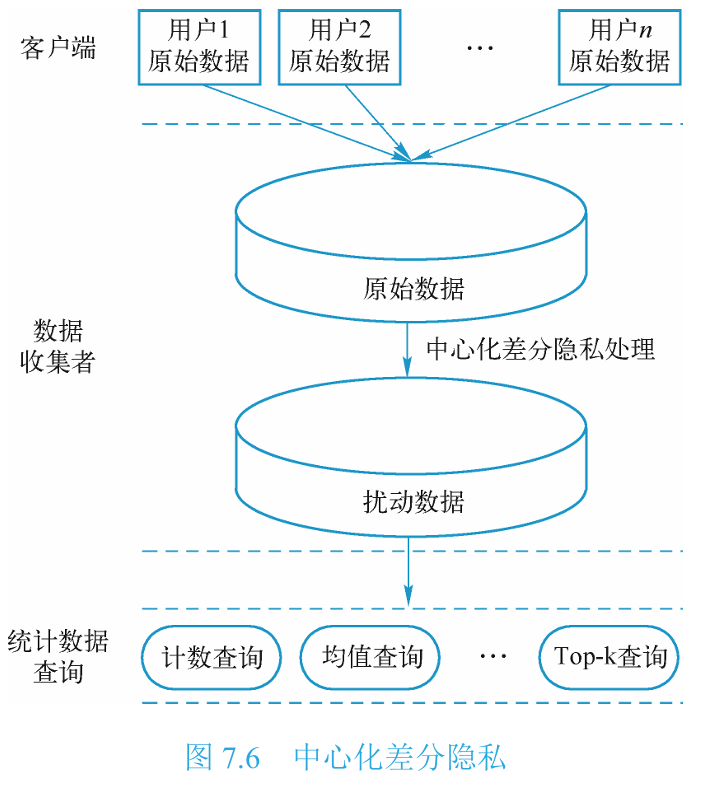 客户端
用户1
原始数据
用户2
原始数据
…
用户n
原始数据
数据
收集者
原始数据
中心化差分隐私处理
扰动数据
统计数据
查询
计数查询
均值查询
…
Top-k查询
图 7.6 中心化差分隐私